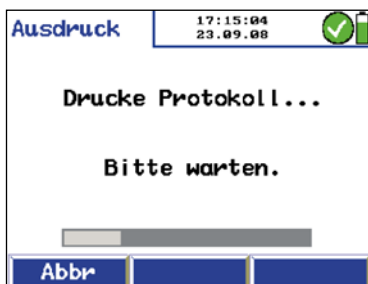 Ausdruck
17:15:04
23.09.08
Drucke Protokoll...
Bitte warten.
Abbr